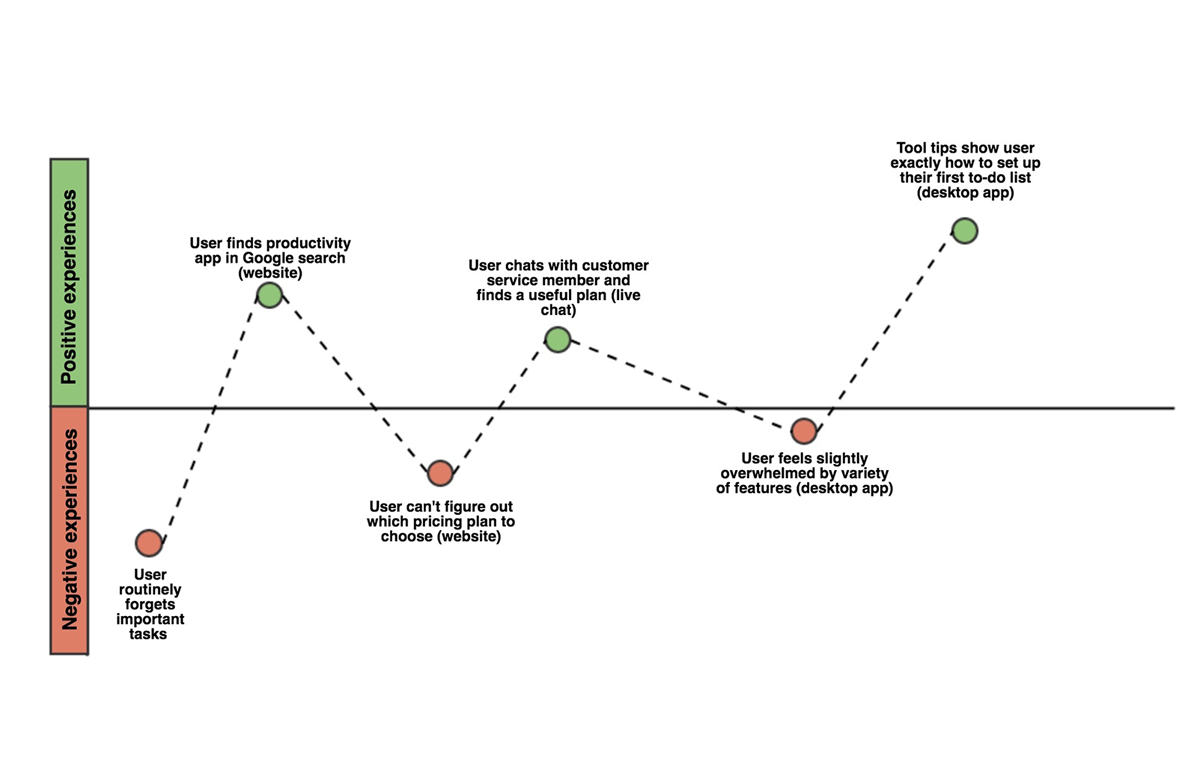 Positive experiences
Negative experiences
User
routinely
forgets
important
tasks
User finds productivity
app in Google search
(website)
User can't figure out
which pricing plan to
choose (website)
User chats with customer
service member and
finds a useful plan (live
chat)
User feels slightly
overwhelmed by variety
of features (desktop app)
Tool tips show user
exactly how to set up
their first to-do list
(desktop app)